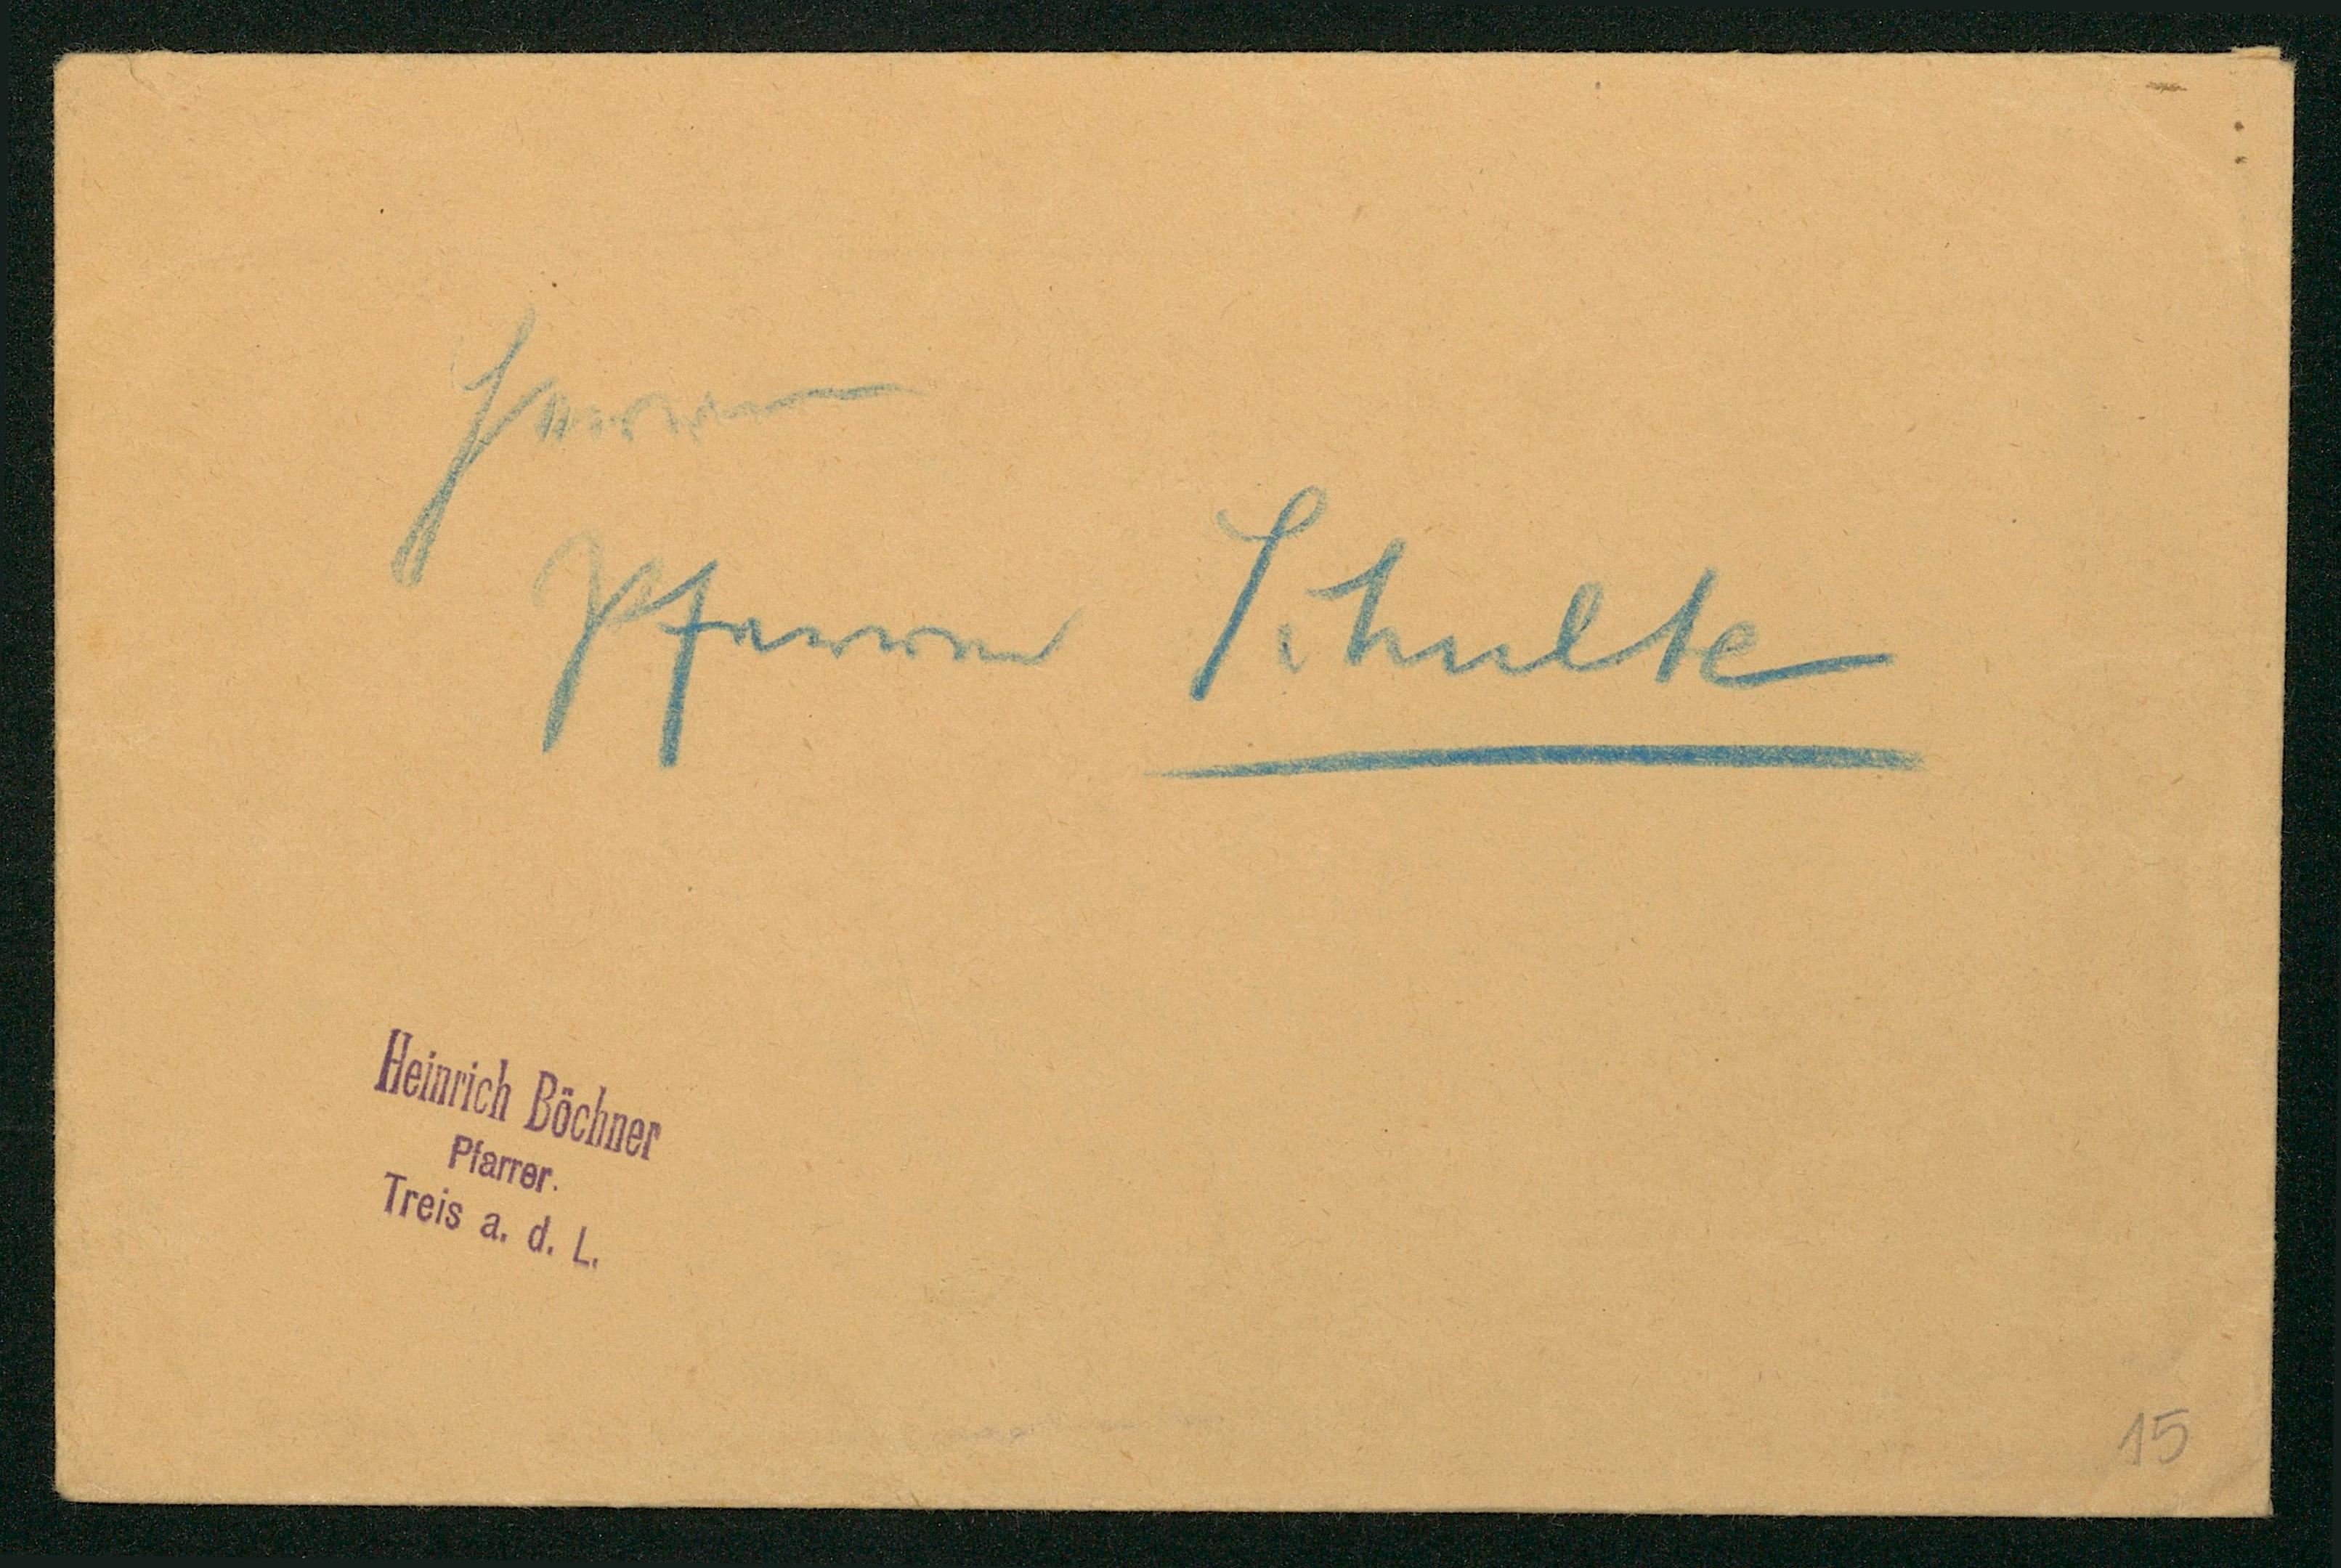 Herrn
Pfarrer Schulte
Heinrich Böchner
Pfarrer.
Treis a. d. L.
15